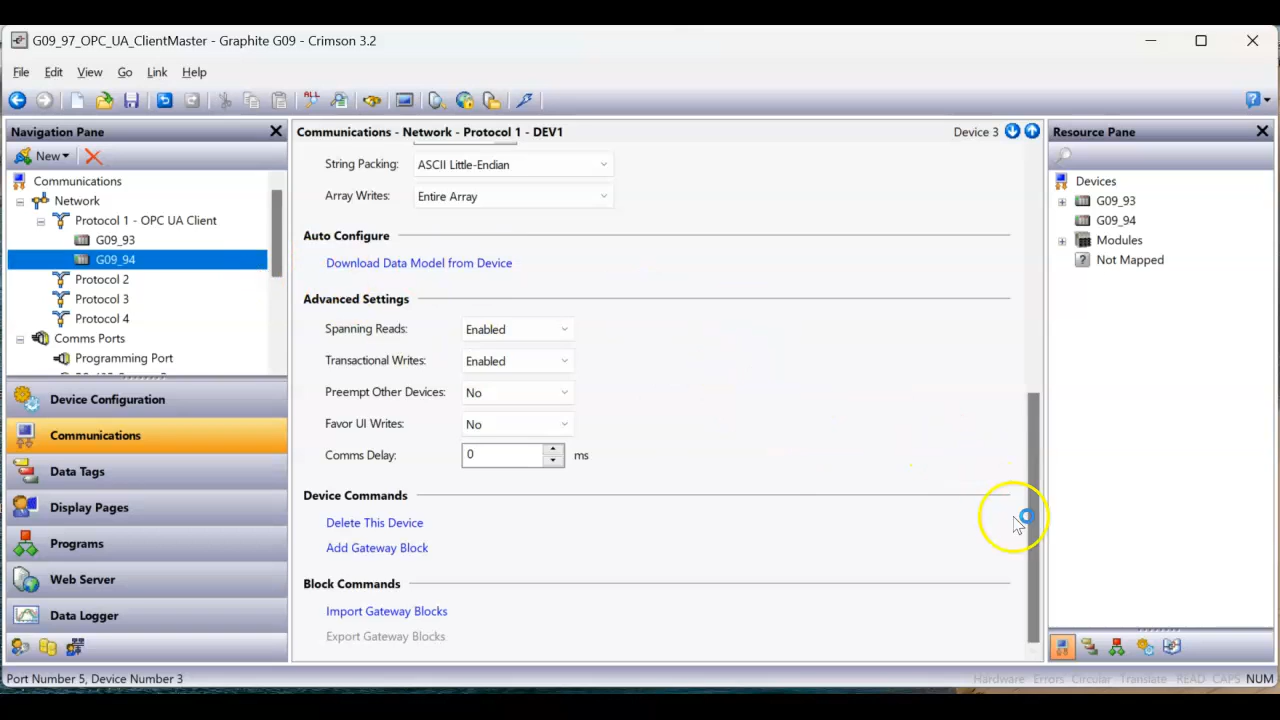 G09_97_OPC_UA_ClientMaster - Graphite G09 - Crimson 3.2
File Edit View Go Link Help
Navigation Pane
New
Communications
Network
Protocol 1 - OPC UA Client
G09_93
G09_94
Protocol 2
Protocol 3
Protocol 4
Comms Ports
Programming Port
Device Configuration
Communications
Data Tags
Display Pages
Programs
Web Server
Data Logger
Communications - Network - Protocol 1 - DEV1
Device 3
String Packing: ASCII Little-Endian
Array Writes: Entire Array
Auto Configure
Download Data Model from Device
Advanced Settings
Spanning Reads: Enabled
Transactional Writes: Enabled
Preempt Other Devices: No
Favor UI Writes: No
Comms Delay: 0 ms
Device Commands
Delete This Device
Add Gateway Block
Block Commands
Import Gateway Blocks
Export Gateway Blocks
Resource Pane
Devices
G09_93
G09_94
Modules
Not Mapped
Port Number 5, Device Number 3
Hardware Errors Circular Translate READ CAPS NUM